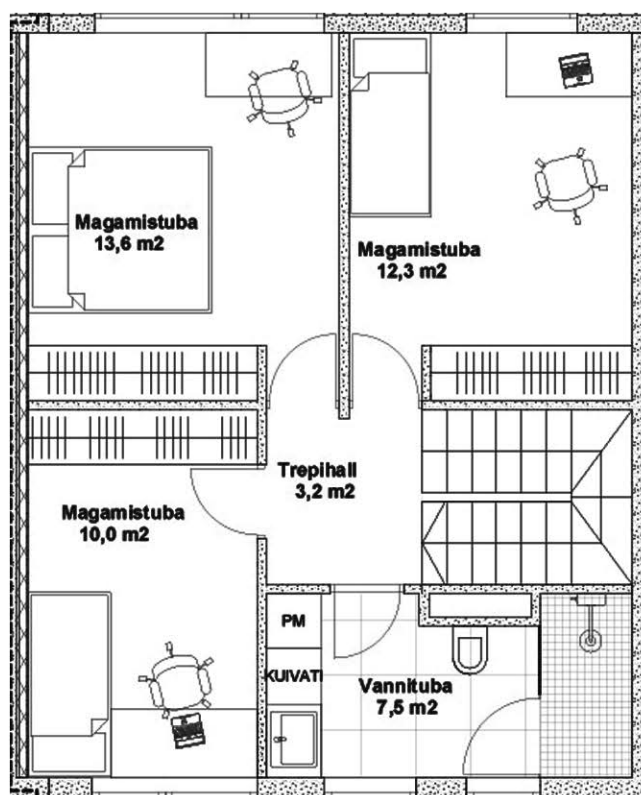 Magamistuba
13,6 m2
Magamistuba
12,3 m2
Trepihall
3,2 m2
Magamistuba
10,0 m2
PM
KUIVATI
Vannituba
7,5 m2